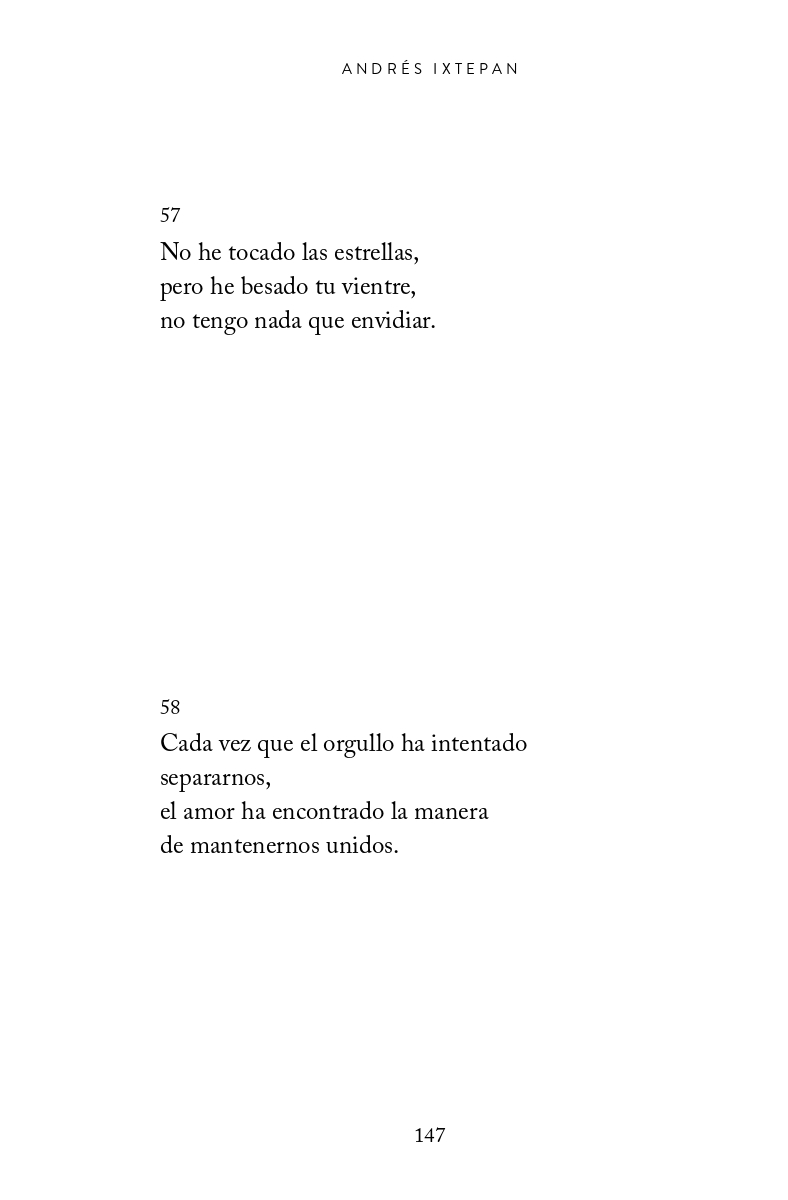 ANDRÉS IXTEPAN
57
No he tocado las estrellas,
pero he besado tu vientre,
no tengo nada que envidiar.
58
Cada vez que el orgullo ha intentado
separarnos,
el amor ha encontrado la manera
de mantenernos unidos.
147